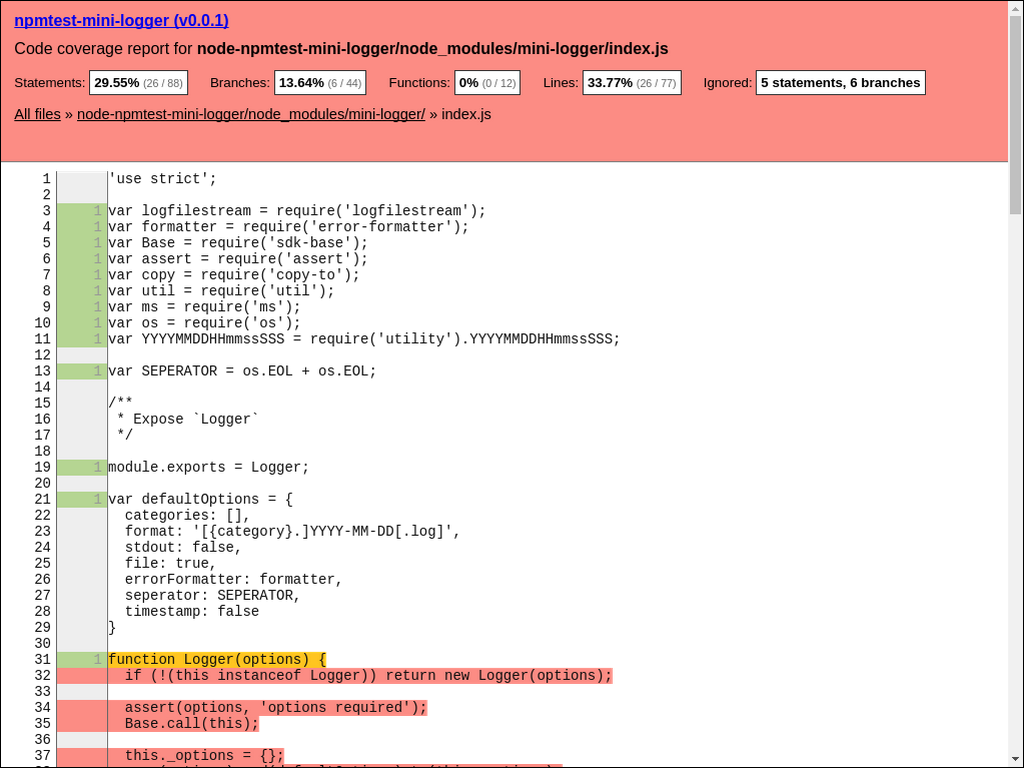 npmtest-mini-logger (v0.0.1)
Code coverage report for node-npmtest-mini-logger/node_modules/mini-logger/index.js
Statements: 29.55% (26 / 88) Branches: 13.64% (6 / 44) Functions: 0% (0 / 12) Lines: 33.77% (26 / 77) Ignored: 5 statements, 6 branches
All files » node-npmtest-mini-logger/node_modules/mini-logger/ » index.js
1 'use strict';
2
3 1 var logfilestream = require('logfilestream');
4 1 var formatter = require('error-formatter');
5 1 var Base = require('sdk-base');
6 1 var assert = require('assert');
7 1 var copy = require('copy-to');
8 1 var util = require('util');
9 1 var ms = require('ms');
10 1 var os = require('os');
11 1 var YYYYMMDDHHmmssSSS = require('utility').YYYYMMDDHHmmssSSS;
12
13 1 var SEPERATOR = os.EOL + os.EOL;
14
15 /**
16  * Expose `Logger`
17  */
18
19 1 module.exports = Logger;
20
21 1 var defaultOptions = {
22   categories: [],
23   format: '[{category}.]YYYY-MM-DD[.log]',
24   stdout: false,
25   file: true,
26   errorFormatter: formatter,
27   seperator: SEPERATOR,
28   timestamp: false
29 }
30
31 1 function Logger(options) {
32   if (!(this instanceof Logger)) return new Logger(options);
33
34   assert(options, 'options required');
35   Base.call(this);
36
37   this._options = {};